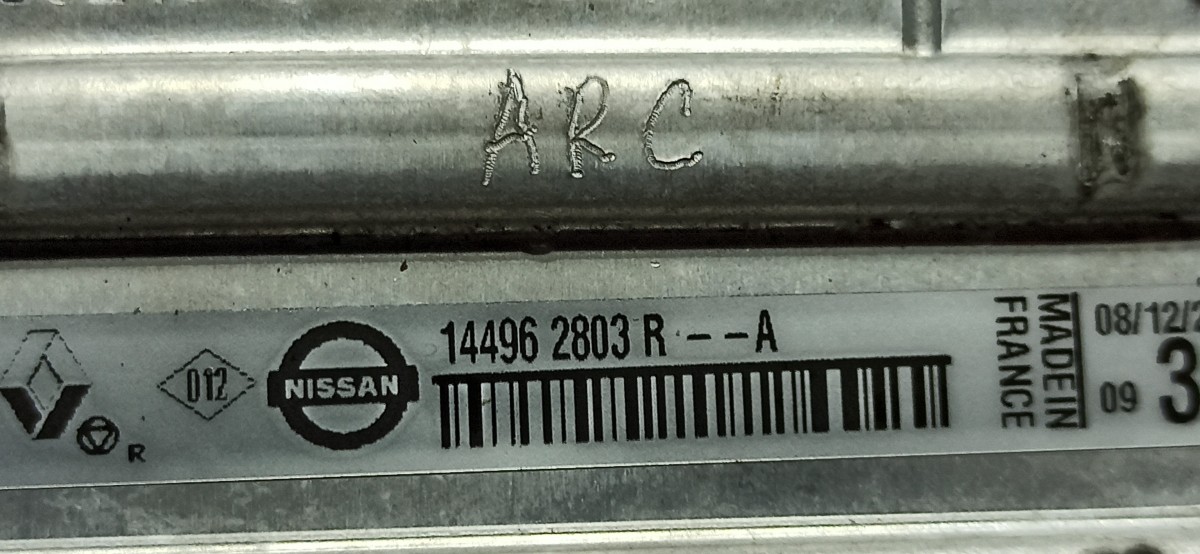 ARC
14496 2803 R --A
MADE IN
FRANCE
08/12/2
09
3
012
NISSAN
R